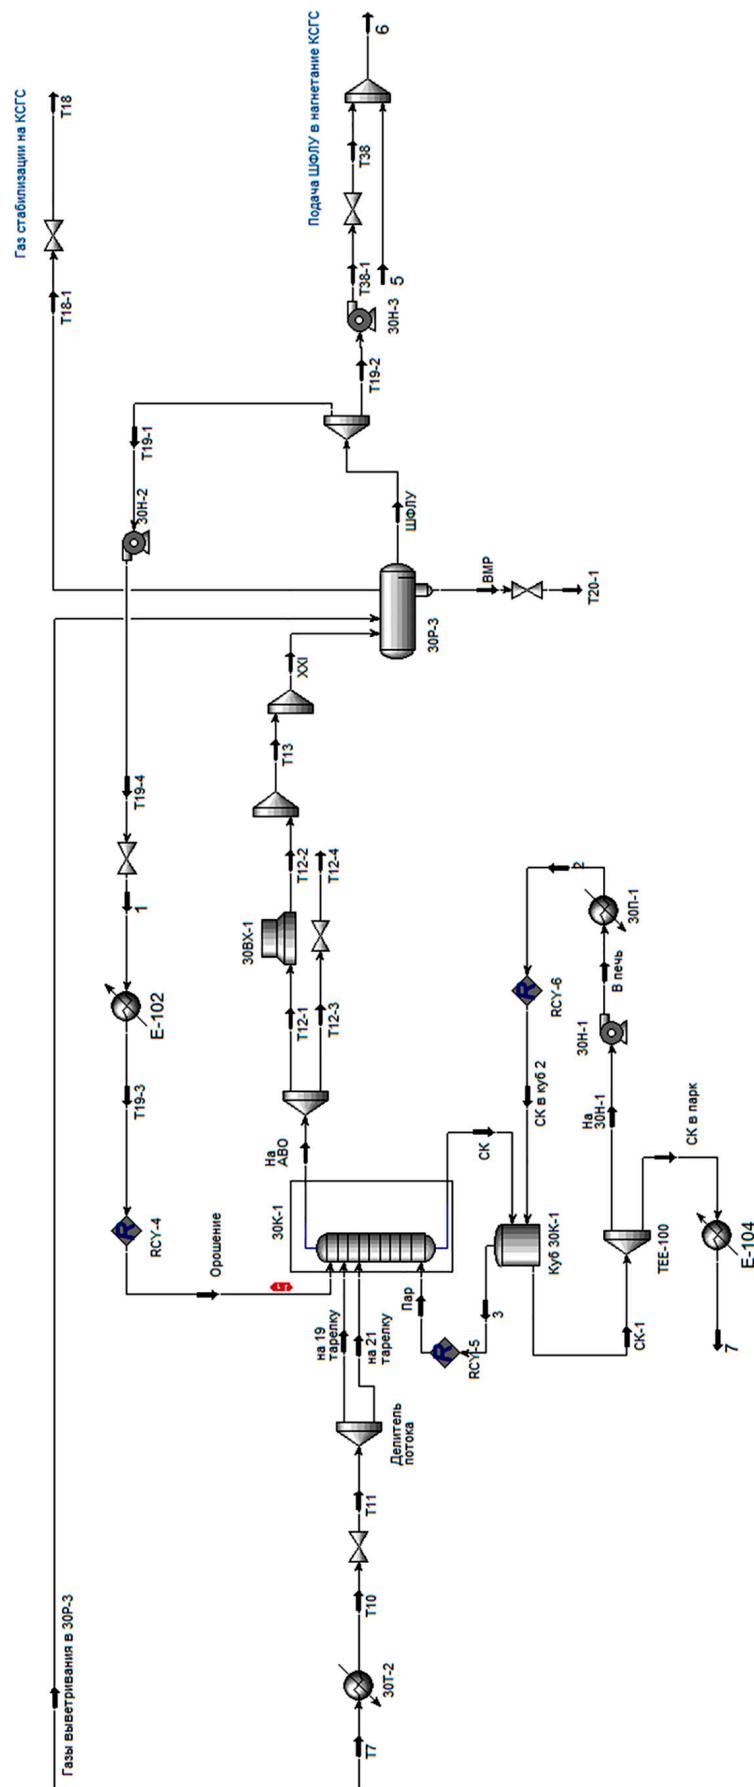 Газы выветривания в 30Р-3
Газ стабилизации на КСГС
Т18-1
Т18
Т19-3
Е-102
1
Т19-4
30Н-2
Т19-1
RCY-4
Орошение
Подача ШФЛУ в нагнетание КСГС
Т7
30Т-2
Т10
Т11
Делитель
потока
на 19
тарелку
на 21
тарелку
30К-1
На
АВО
Т12-1
30ВХ-1
Т12-2
Т12-3
Т12-4
Т13
XXI
30Р-3
ШФЛУ
ВМР
Т20-1
Т19-2
30Н-3
Т38-1
Т38
5
6
Пар
RCY-5
3
СК
Куб 30К-1
СК-1
СК в куб 2
RCY-6
2
30П-1
В печь
30Н-1
На
30Н-1
TEE-100
СК в парк
Е-104
7